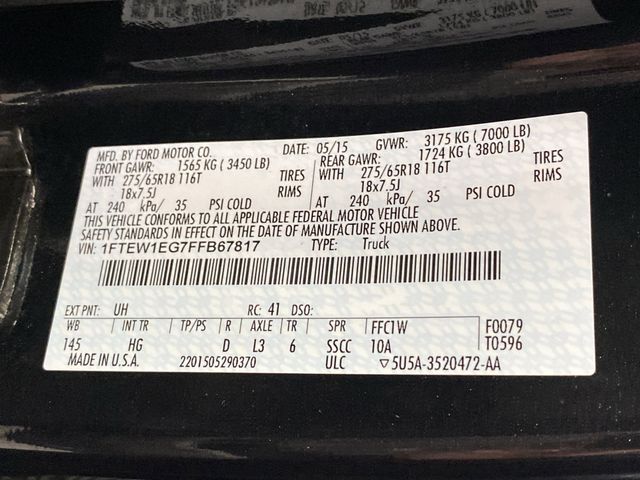 MFD. BY FORD MOTOR CO. DATE: 05/15 GVWR: 3175 KG ( 7000 LB)
FRONT GAWR: 1565 KG ( 3450 LB) REAR GAWR: 1724 KG ( 3800 LB)
WITH 275/65R18 116T TIRES WITH 275/65R18 116T TIRES
18x7.5J RIMS 18x7.5J RIMS
AT 240 kPa/ 35 PSI COLD AT 240 kPa/ 35 PSI COLD
THIS VEHICLE CONFORMS TO ALL APPLICABLE FEDERAL MOTOR VEHICLE
SAFETY STANDARDS IN EFFECT ON THE DATE OF MANUFACTURE SHOWN ABOVE.
VIN: 1FTEW1EG7FFB67817 TYPE: Truck
EXT PNT: UH RC: 41 DSO:
WB INT TR TP/PS R AXLE TR SPR FFC1W F0079
145 HG D L3 6 SSCC 10A T0596
MADE IN U.S.A. 2201505290370 ULC ▽5U5A-3520472-AA